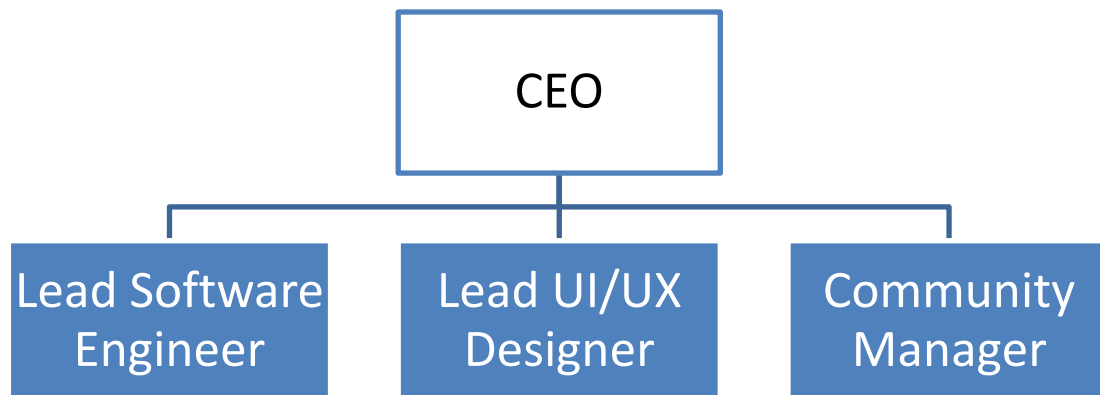 CEO
Lead Software
Engineer
Lead UI/UX
Designer
Community
Manager